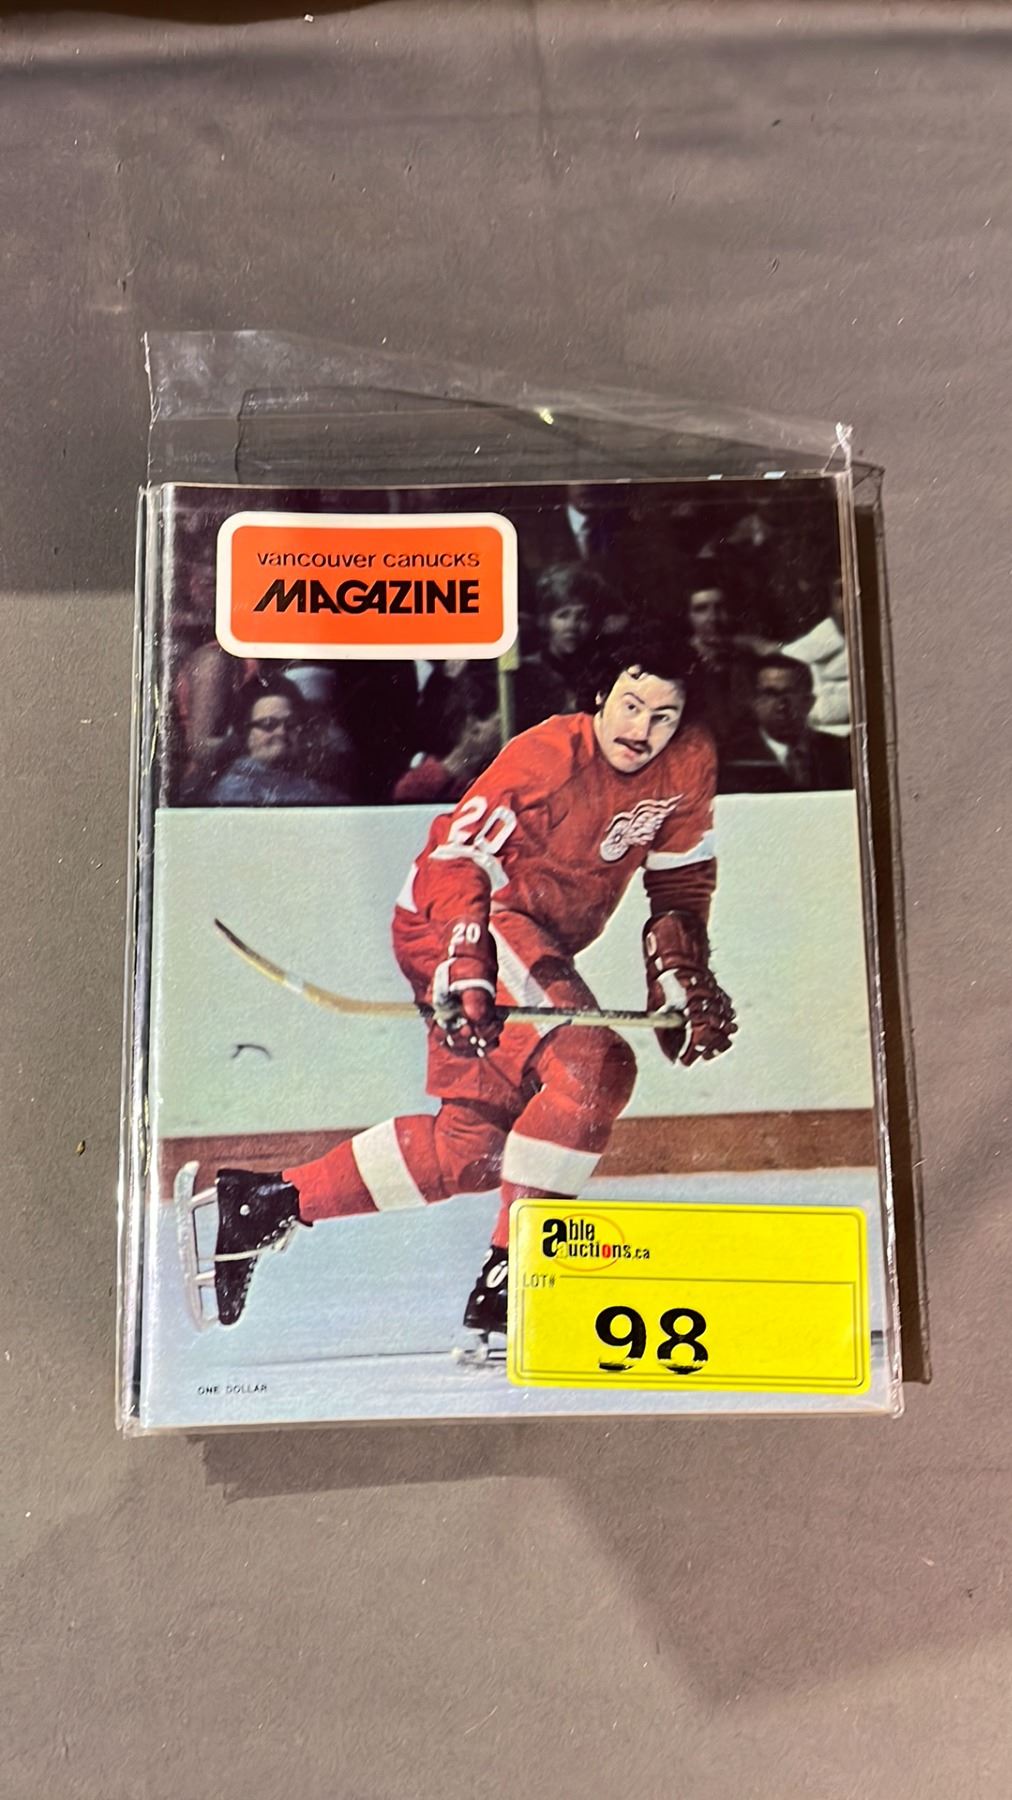 vancouver canucks
MAGAZINE
20
20
able
auctions.ca
LOT#
98
ONE DOLLAR